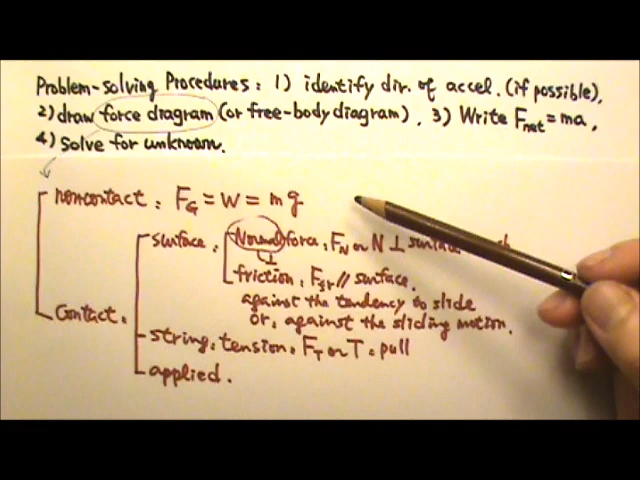 Problem-solving Procedures: 1) identify dir. of accel. (if possible),
2) draw force diagram (or free-body diagram), 3) Write Fnet = ma,
4) Solve for unknown.
noncontact: FG = W = mg
surface: Normal force: FN or N ⊥ surface
⊥
friction: Ffr // surface.
against the tendency to slide
or, against the sliding motion.
Contact:
string: tension: FT or T: pull
applied.